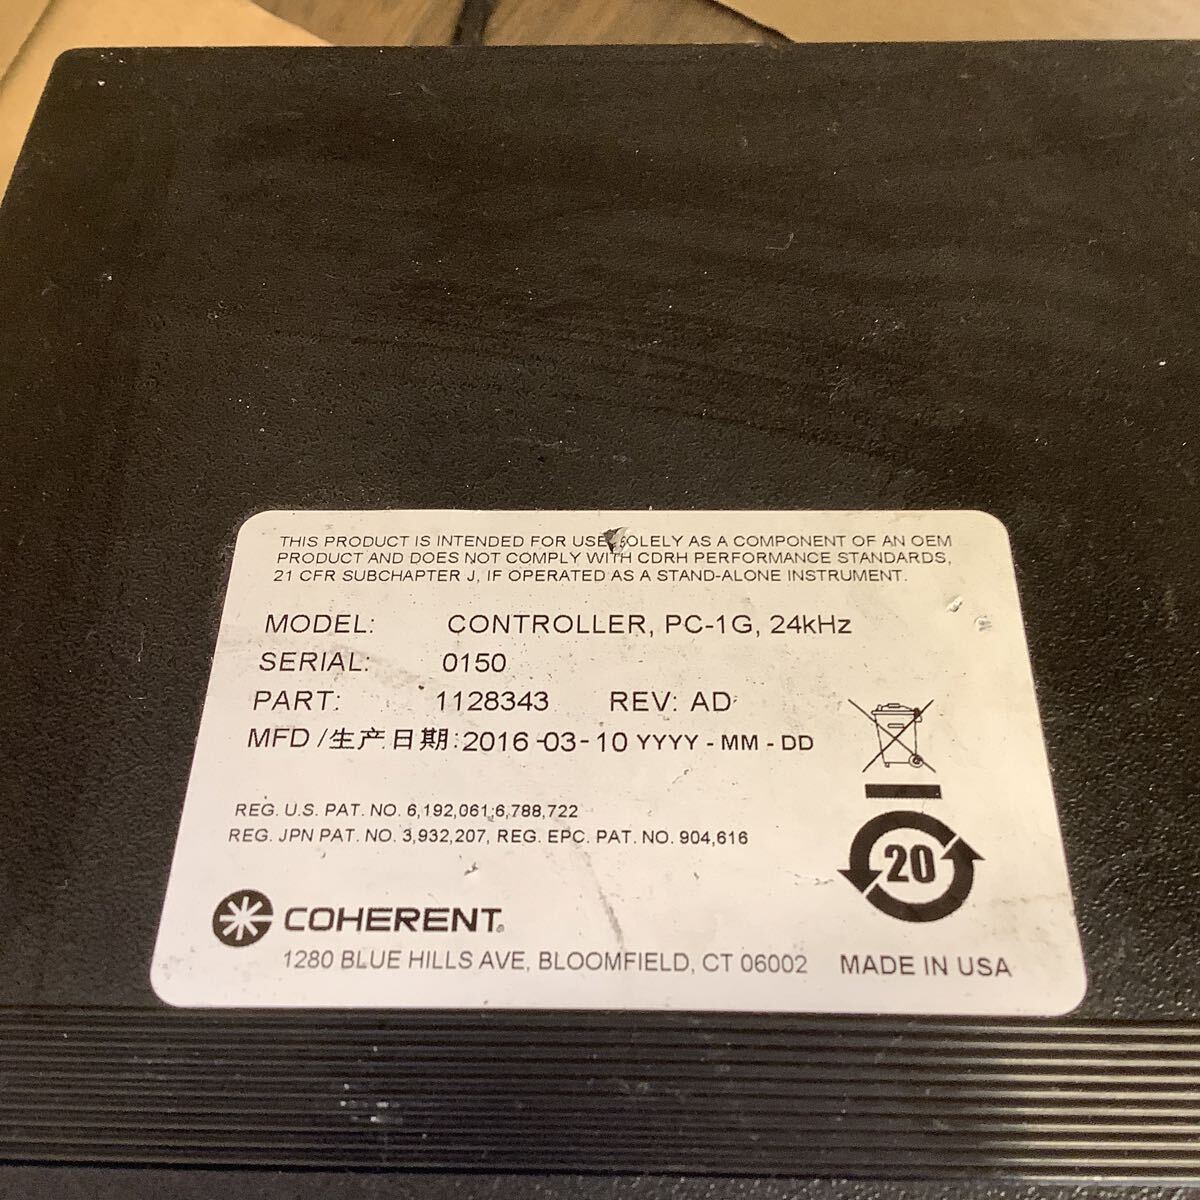 THIS PRODUCT IS INTENDED FOR USE SOLELY AS A COMPONENT OF AN OEM
PRODUCT AND DOES NOT COMPLY WITH CDRH PERFORMANCE STANDARDS,
21 CFR SUBCHAPTER J, IF OPERATED AS A STAND-ALONE INSTRUMENT.
MODEL: CONTROLLER, PC-1G, 24kHz
SERIAL: 0150
PART: 1128343 REV: AD
MFD /生产日期: 2016-03-10 YYYY - MM - DD
REG. U.S. PAT. NO. 6,192,061;6,788,722
REG. JPN PAT. NO. 3,932,207, REG. EPC. PAT. NO. 904,616
20
COHERENT®
1280 BLUE HILLS AVE, BLOOMFIELD, CT 06002 MADE IN USA